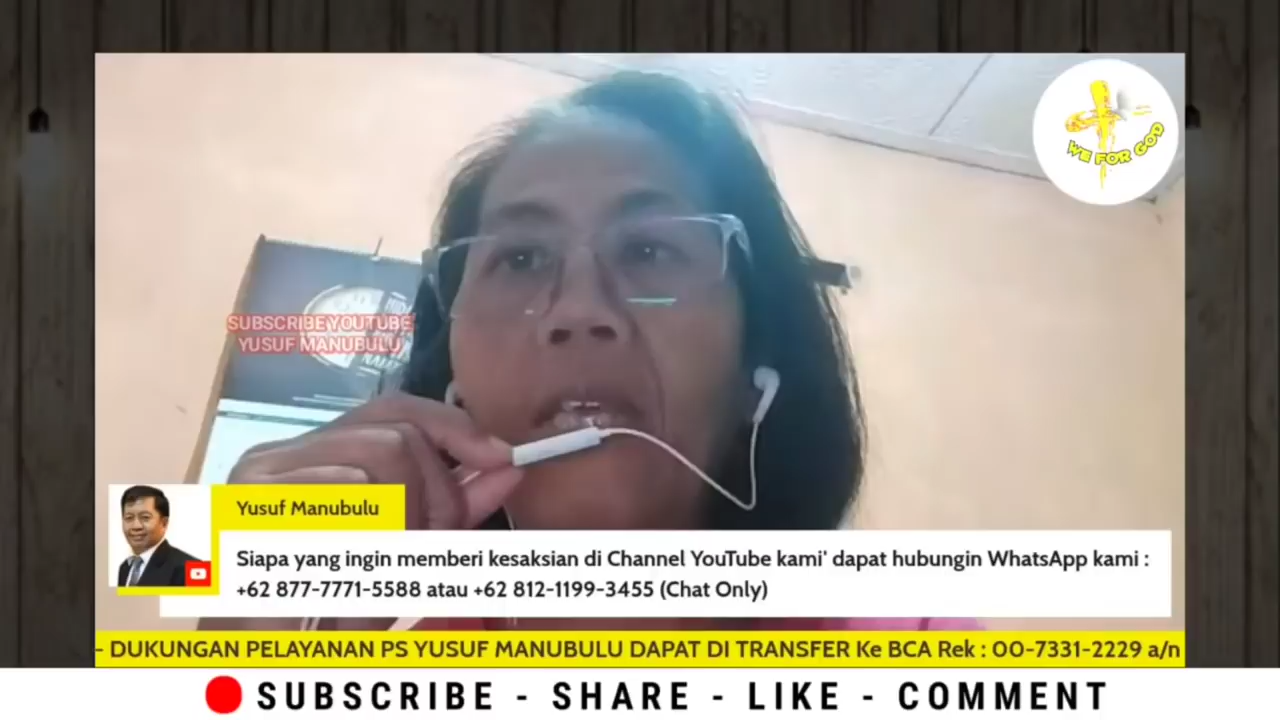 WE FOR GOD
SUBSCRIBE YOUTUBE
YUSUF MANUBULU
Yusuf Manubulu
Siapa yang ingin memberi kesaksian di Channel YouTube kami' dapat hubungin WhatsApp kami :
+62 877-7771-5588 atau +62 812-1199-3455 (Chat Only)
- DUKUNGAN PELAYANAN PS YUSUF MANUBULU DAPAT DI TRANSFER Ke BCA Rek : 00-7331-2229 a/n
SUBSCRIBE - SHARE - LIKE - COMMENT